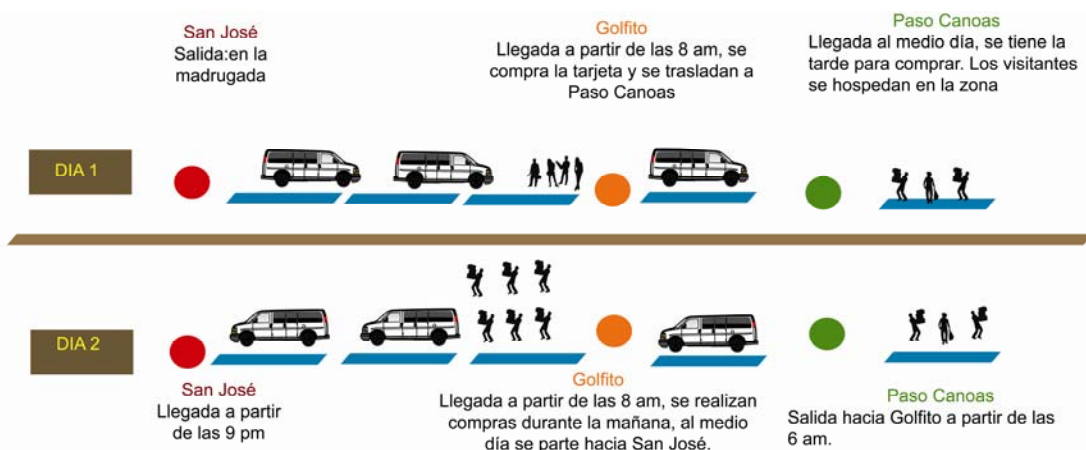 San José
Salida:en la
madrugada
Golfito
Llegada a partir de las 8 am, se
compra la tarjeta y se trasladan a
Paso Canoas
Paso Canoas
Llegada al medio día, se tiene la
tarde para comprar. Los visitantes
se hospedan en la zona
DIA 1
DIA 2
San José
Llegada a partir
de las 9 pm
Golfito
Llegada a partir de las 8 am, se realizan
compras durante la mañana, al medio
día se parte hacia San José.
Paso Canoas
Salida hacia Golfito a partir de las
6 am.